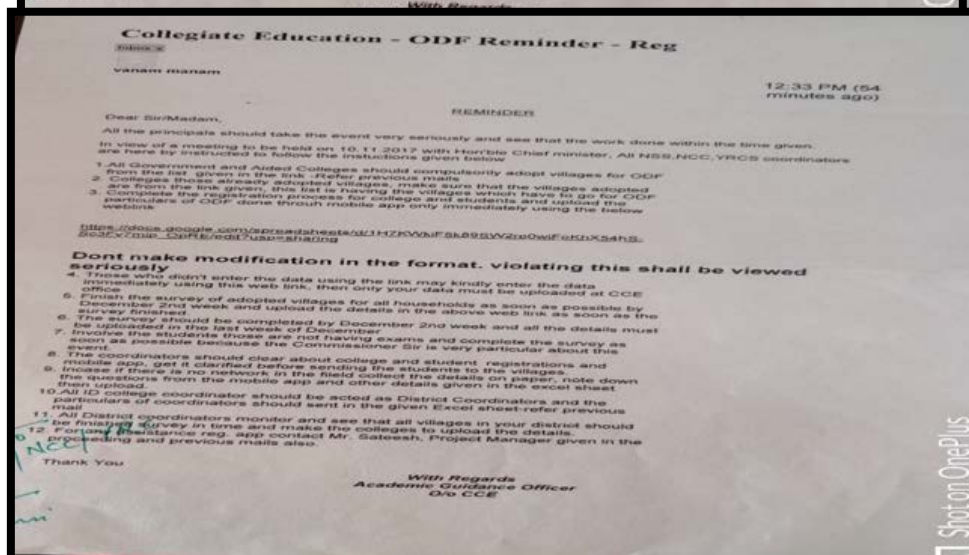 With Regards
Collegiate Education - ODF Reminder - Reg
Inbox x
vanam manam
12:33 PM (54
minutes ago)
REMINDER
Dear Sir/Madam,
All the principals should take the event very seriously and see that the work done within the time given.
In view of a meeting to be held on 10.11.2017 with Hon'ble Chief minister, All NSS,NCC,YRCS coordinators
are here by instructed to follow the instuctions given below
1.All Government and Aided Colleges should compulsorily adopt villages for ODF
from the list given in the link -Refer previous mails
2. Colleges those already adopted villages, make sure that the villages adopted
are from the link given, this list is having the villages which have to go for ODF
3. Complete the registration process for college and students and upload the
particulars of ODF done throuh mobile app only immediately using the below
weblink
Dont make modification in the format. violating this shall be viewed
seriously
4. Those who didn't enter the data using the link may kindly enter the data
immediately using this web link, then only your data must be uploaded at CCE
office
5. Finish the survey of adopted villages for all households as soon as possible by
December 2nd week and upload the details in the above web link as soon as the
survey finished
6. The survey should be completed by December 2nd week and all the details must
be uploaded in the last week of December
7. Involve the students those are not having exams and complete the survey as
soon as possible because the Commissioner Sir is very particular about this
event.
8. The coordinators should clear about college and student registrations and
mobile app, get it clarified before sending the students to the villages.
9. Incase if there is no network in the fileld collect the details on paper, note down
the questions from the mobile app and other details given in the excel sheet
then upload.
10.All ID college coordinator should be acted as District Coordinators and the
particulars of coordinators should sent in the given Excel sheet-refer previous
mail
11. All District coordinators monitor and see that all villages in your district should
be finished survey in time and make the colleges to upload the details.
12. For any assistance reg. app contact Mr. Sateesh, Project Manager given in the
proceeding and previous mails also.
NCC/
Thank You
With Regards
Academic Guidance Officer
O/o CCE
Shot on OnePlus